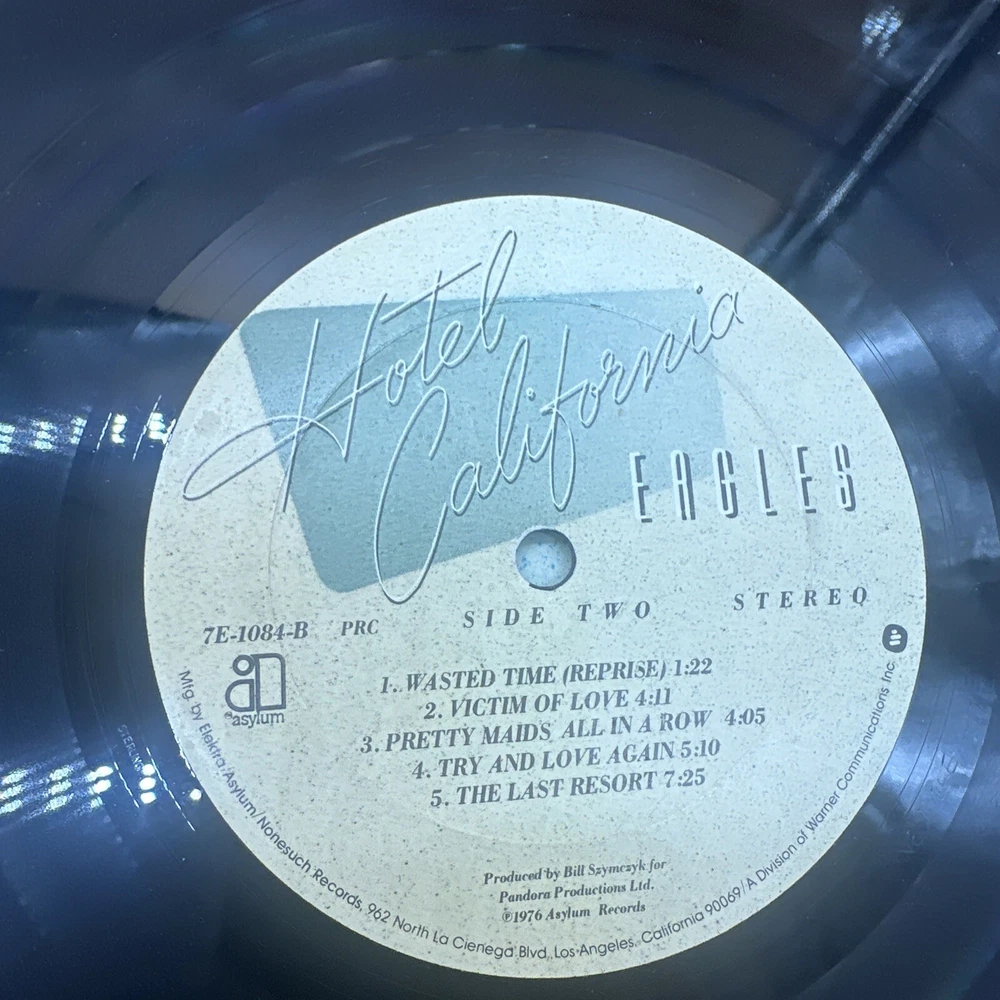 Hotel
California
EAGLES
SIDE TWO
STEREO
7E-1084-B PRC
asylum
1. WASTED TIME (REPRISE) 1:22
2. VICTIM OF LOVE 4:11
3. PRETTY MAIDS ALL IN A ROW 4:05
4. TRY AND LOVE AGAIN 5:10
5. THE LAST RESORT 7:25
Produced by Bill Szymczyk for
Pandora Productions Ltd.
℗1976 Asylum Records
Mfg. by Elektra/Asylum/Nonesuch Records, 962 North La Cienega Blvd., Los Angeles, California 90069/A Division of Warner Communications Inc.
STERLING